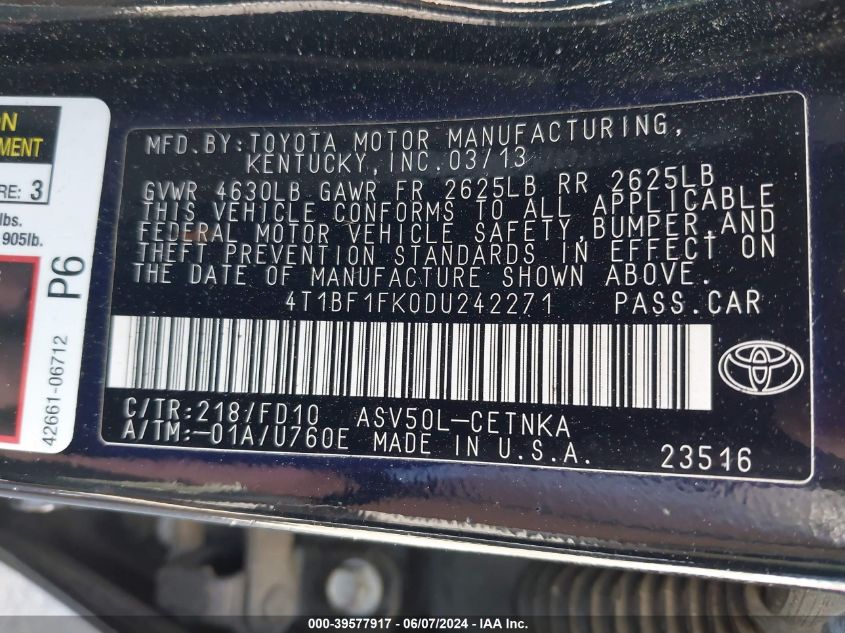 ON
EMENT
RE: 3
lbs.
905lb.
P6
42661-06712
MFD.BY:TOYOTA MOTOR MANUFACTURING,
KENTUCKY,INC.03/13
GVWR 4630LB GAWR FR 2625LB RR 2625LB
THIS VEHICLE CONFORMS TO ALL APPLICABLE
FEDERAL MOTOR VEHICLE SAFETY,BUMPER,AND
THEFT PREVENTION STANDARDS IN EFFECT ON
THE DATE OF MANUFACTURE SHOWN ABOVE.
4T1BF1FK0DU242271 PASS.CAR
C/TR:218/FD10 ASV50L-CETNKA
A/TM:-01A/U760E MADE IN U.S.A. 23516
000-39577917 - 06/07/2024 - IAA Inc.